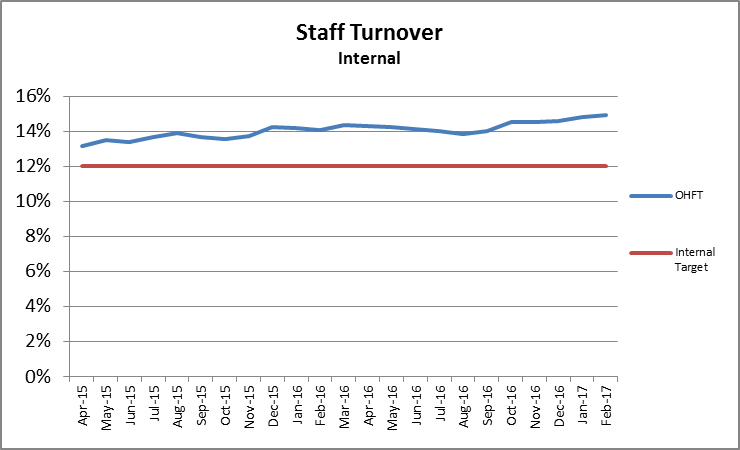 Staff Turnover
Internal
16%
14%
12%
10%
8%
6%
4%
2%
0%
Apr-15
May-15
Jun-15
Jul-15
Aug-15
Sep-15
Oct-15
Nov-15
Dec-15
Jan-16
Feb-16
Mar-16
Apr-16
May-16
Jun-16
Jul-16
Aug-16
Sep-16
Oct-16
Nov-16
Dec-16
Jan-17
Feb-17
OHFT
Internal
Target